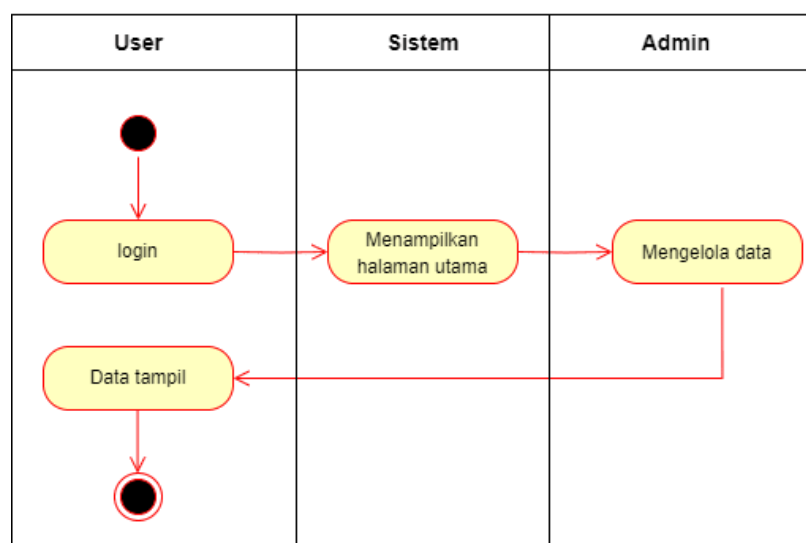 User
Sistem
Admin
login
Menampilkan
halaman utama
Mengelola data
Data tampil